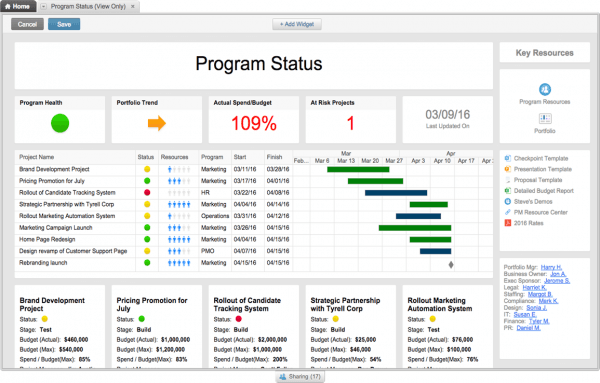 Home
Program Status (View Only)
Cancel
Save
+ Add Widget
Program Status
Key Resources
Program Health
Portfolio Trend
Actual Spend/Budget
109%
At Risk Projects
1
03/09/16
Last Updated On
Program Resources
Portfolio
Mar Apr
Project Name Status Resources Program Start Finish Feb... Mar 6 Mar 13 Mar 20 Mar 27 Apr 3 Apr 10 Apr
Brand Development Project Marketing 03/11/16 03/28/16
Pricing Promotion for July Marketing 03/17/16 04/01/16
Rollout of Candidate Tracking System HR 03/22/16 04/08/16
Strategic Partnership with Tyrell Corp Marketing 04/04/16 04/14/16
Rollout Marketing Automation System Operations 03/31/16 04/12/16
Marketing Campaign Launch Marketing 03/26/16 04/15/16
Home Page Redesign Marketing 04/04/16 04/15/16
Design revamp of Customer Support Page PMO 04/07/16 04/15/16
Rebranding launch Marketing 04/15/16 04/15/16
Checkpoint Template
Presentation Template
Proposal Template
Detailed Budget Report
Steve's Demos
PM Resource Center
2016 Rates
Portfolio Mgr: Harry H.
Business Owner: Jon A.
Exec Sponsor: Jerome S.
Legal: Harriet K.
Staffing: Margot B.
Compliance: Mark K.
Design: Sonia J.
IT: Susan E.
Finance: Tyler M.
PR: Daniel M.
Brand Development Project
Status:
Stage: Test
Budget (Actual): $460,000
Budget (Max): $540,000
Spend / Budget(Max): 85%
Pricing Promotion for July
Status:
Stage: Build
Budget (Actual): $1,000,000
Budget (Max): $1,200,000
Spend / Budget(Max): 83%
Rollout of Candidate Tracking System
Status:
Stage: Build
Budget (Actual): $2,000,000
Budget (Max): $1,000,000
Spend / Budget(Max): 200%
Strategic Partnership with Tyrell Corp
Status:
Stage: Build
Budget (Actual): $25,000
Budget (Max): $46,000
Spend / Budget(Max): 54%
Rollout Marketing Automation System
Status:
Stage: Test
Budget (Actual): $76,000
Budget (Max): $100,000
Spend / Budget(Max): 76%
Sharing (17)